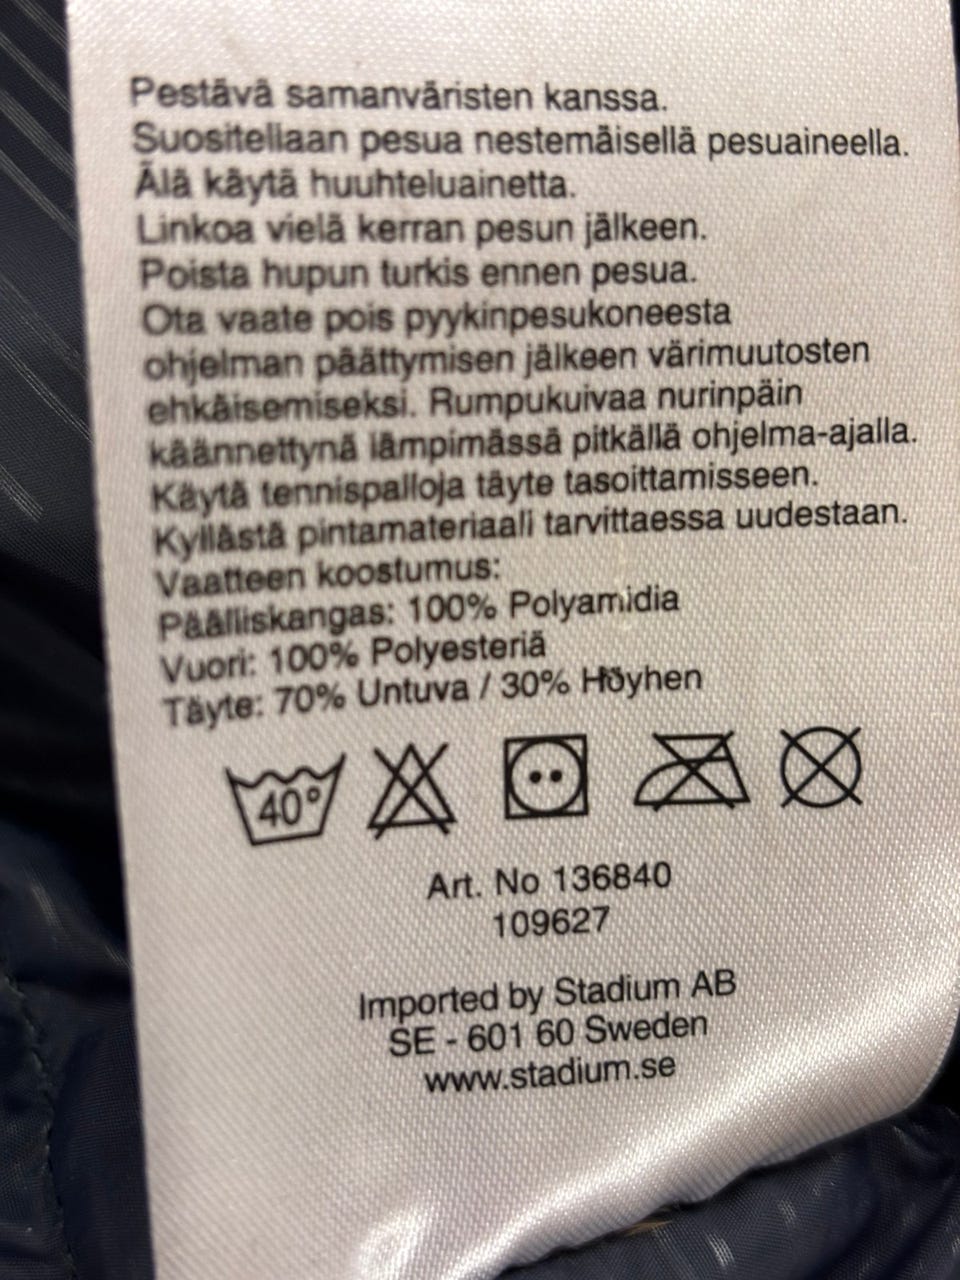 Pestävä samanväristen kanssa.
Suositellaan pesua nestemäisellä pesuaineella.
Älä käytä huuhteluainetta.
Linkoa vielä kerran pesun jälkeen.
Poista hupun turkis ennen pesua.
Ota vaate pois pyykinpesukoneesta
ohjelman päättymisen jälkeen värimuutosten
ehkäisemiseksi. Rumpukuivaa nurinpäin
käännettynä lämpimässä pitkällä ohjelma-ajalla.
Käytä tennispalloja täyte tasoittamisseen.
Kyllästä pintamateriaali tarvittaessa uudestaan.
Vaatteen koostumus:
Päälliskangas: 100% Polyamidia
Vuori: 100% Polyesteriä
Täyte: 70% Untuva / 30% Höyhen
40°
Art. No 136840
109627
Imported by Stadium AB
SE - 601 60 Sweden
www.stadium.se